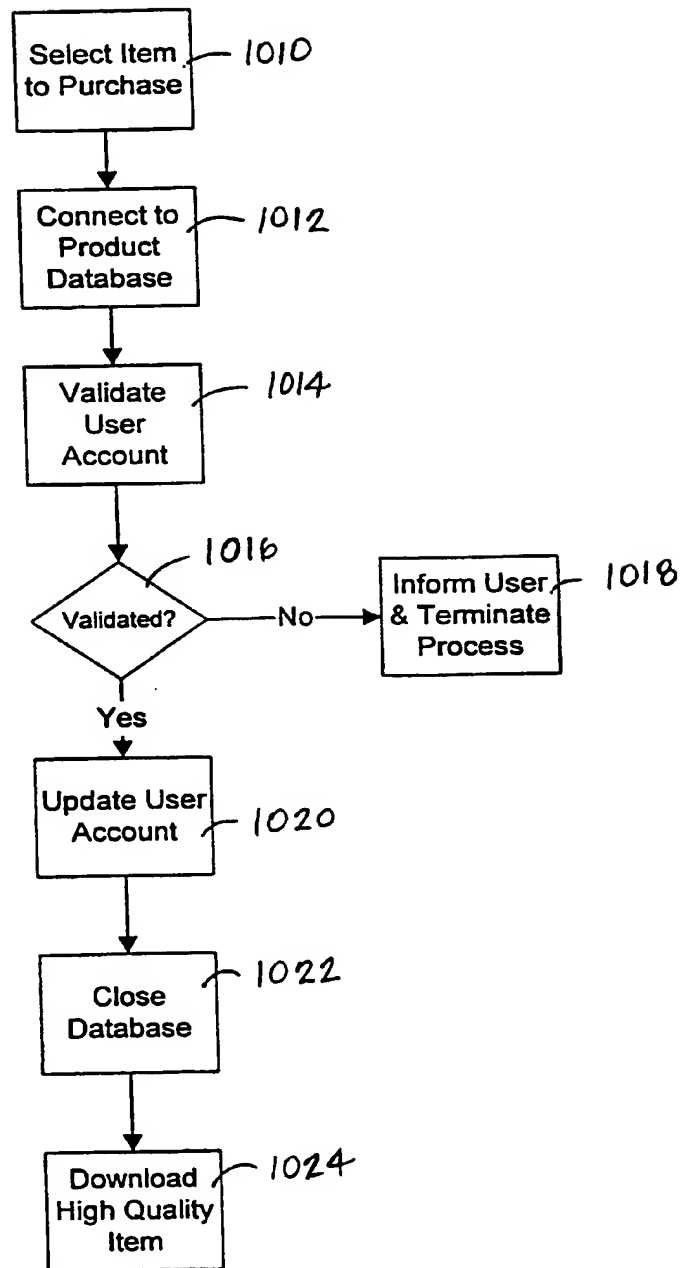 Select Item
to Purchase
1010
Connect to
Product
Database
1012
Validate
User
Account
1014
1016
Validated?
No
Inform User
& Terminate
Process
1018
Yes
Update User
Account
1020
Close
Database
1022
Download
High Quality
Item
1024